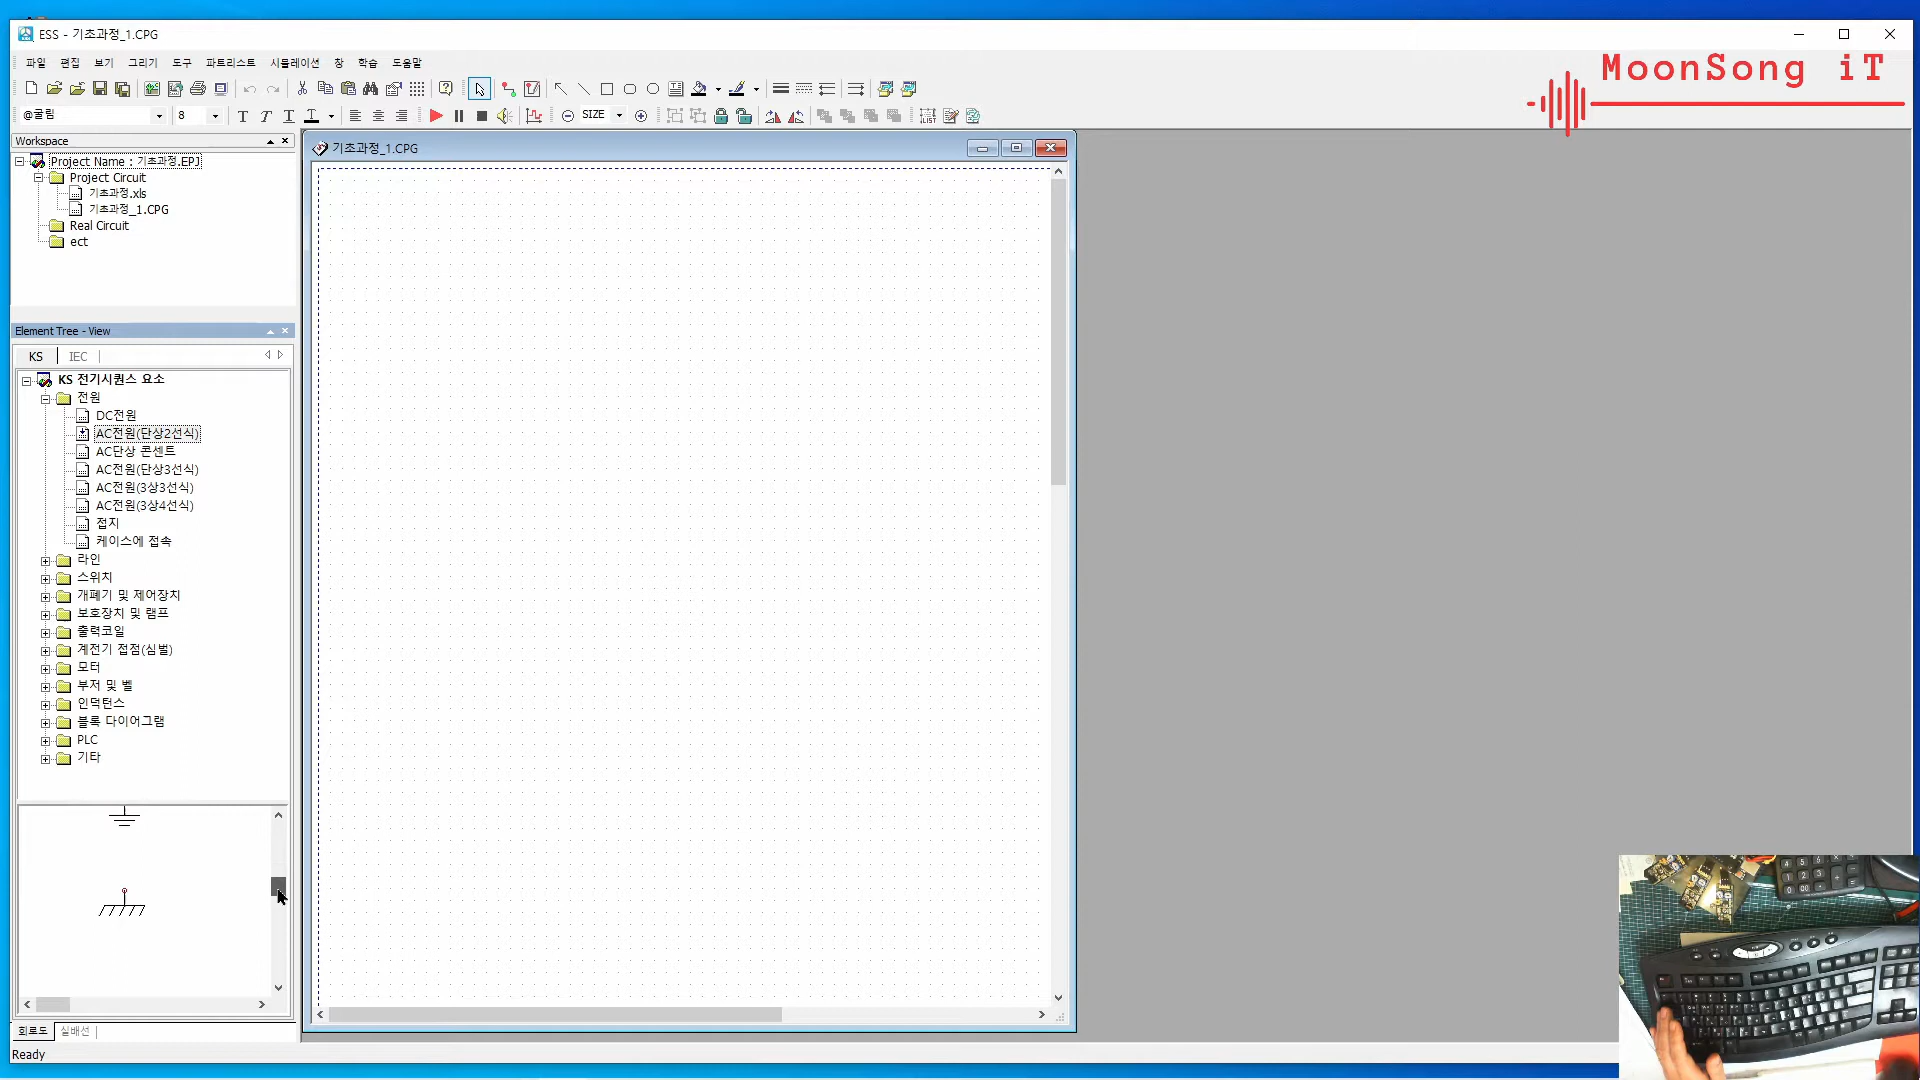 ESS - 기초과정_1.CPG
파일 편집 보기 그리기 도구 파트리스트 시뮬레이션 창 학습 도움말
MoonSong iT
@굴림 8 T T T T SIZE
LIST
Workspace
Project Name : 기초과정.EPJ
Project Circuit
기초과정.xls
기초과정_1.CPG
Real Circuit
ect
기초과정_1.CPG
Element Tree - View
KS IEC
KS 전기시퀀스 요소
전원
DC전원
AC전원(단상2선식)
AC단상 콘센트
AC전원(단상3선식)
AC전원(3상3선식)
AC전원(3상4선식)
접지
케이스에 접속
라인
스위치
개폐기 및 제어장치
보호장치 및 램프
출력코일
계전기 접점(심벌)
모터
부저 및 벨
인덕턴스
블록 다이어그램
PLC
기타
회로도 실배선
Ready